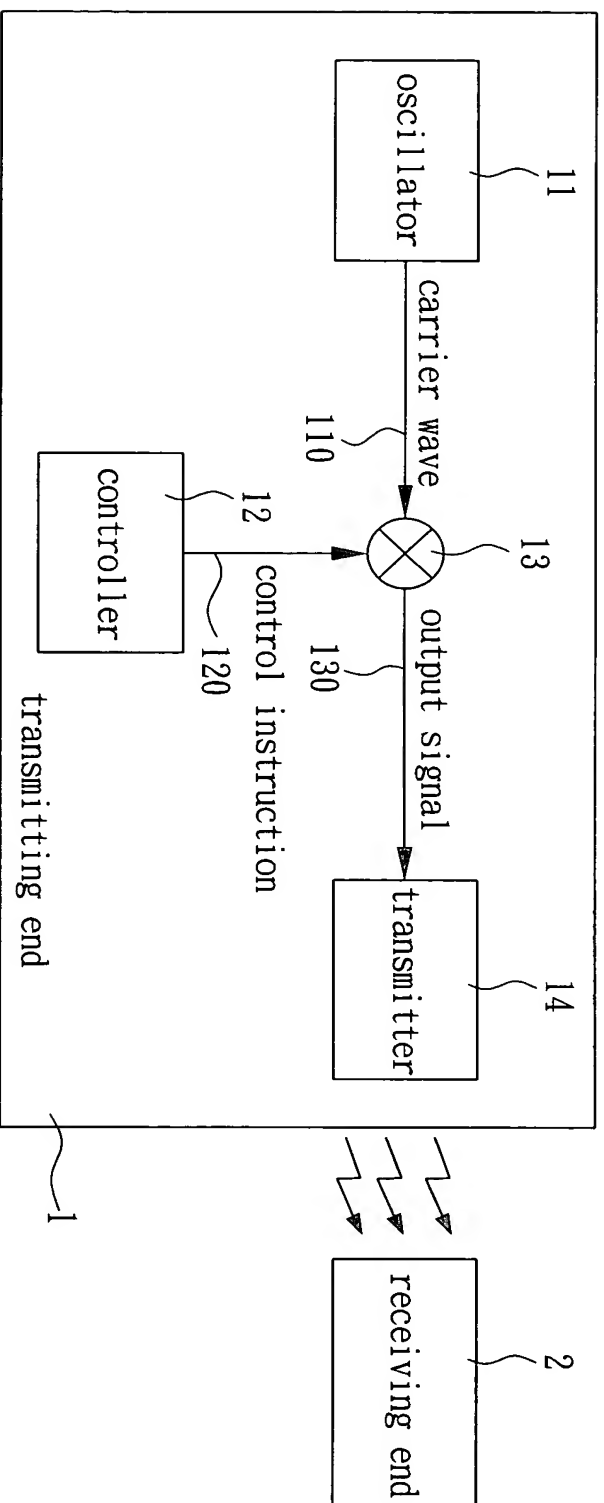 11
oscillator
carrier wave
110
13
12
controller
120
control instruction
output signal
130
14
transmitter
transmitting end
1
2
receiving end